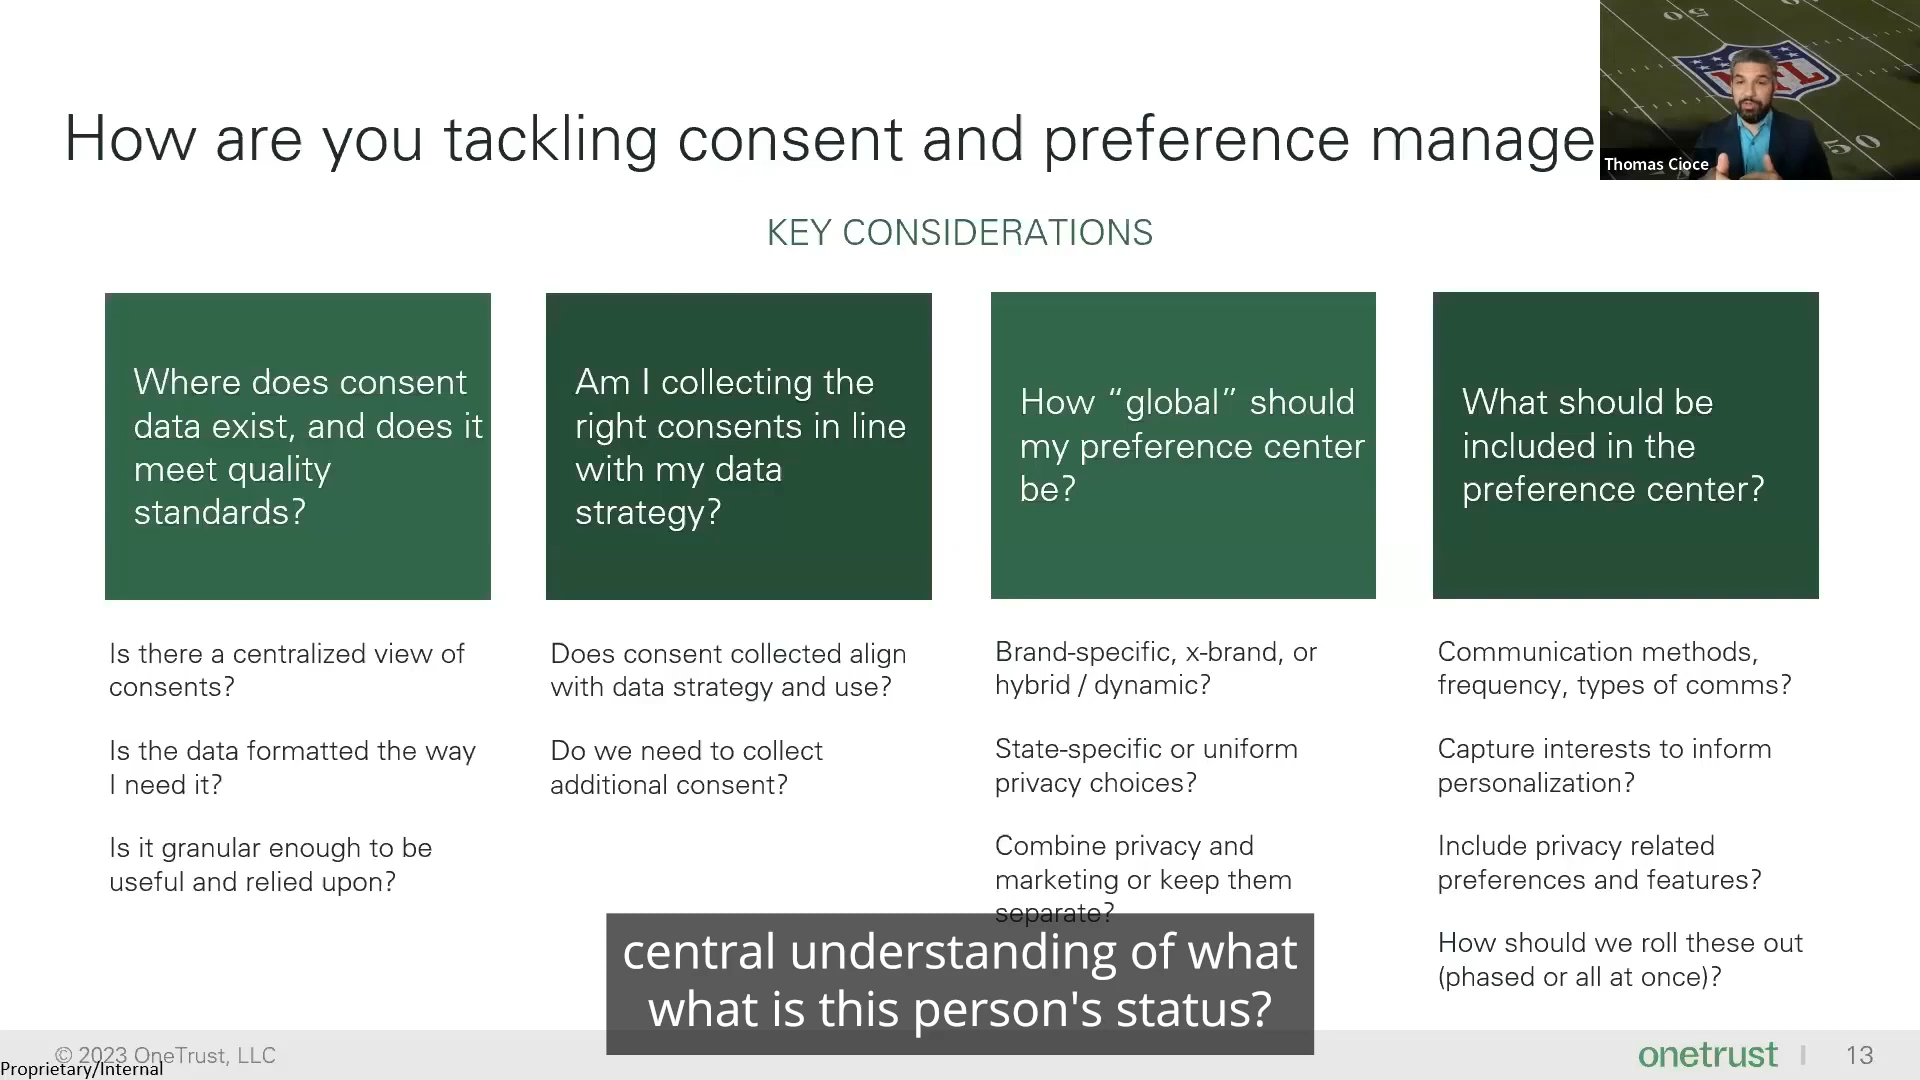 How are you tackling consent and preference manage
Thomas Cioce
KEY CONSIDERATIONS
Where does consent
data exist, and does it
meet quality
standards?
Is there a centralized view of
consents?
Is the data formatted the way
I need it?
Is it granular enough to be
useful and relied upon?
Am I collecting the
right consents in line
with my data
strategy?
Does consent collected align
with data strategy and use?
Do we need to collect
additional consent?
How “global” should
my preference center
be?
Brand-specific, x-brand, or
hybrid / dynamic?
State-specific or uniform
privacy choices?
Combine privacy and
marketing or keep them
separate?
What should be
included in the
preference center?
Communication methods,
frequency, types of comms?
Capture interests to inform
personalization?
Include privacy related
preferences and features?
How should we roll these out
(phased or all at once)?
central understanding of what
what is this person's status?
© 2023 OneTrust, LLC
Proprietary/Internal
onetrust
13
50
50